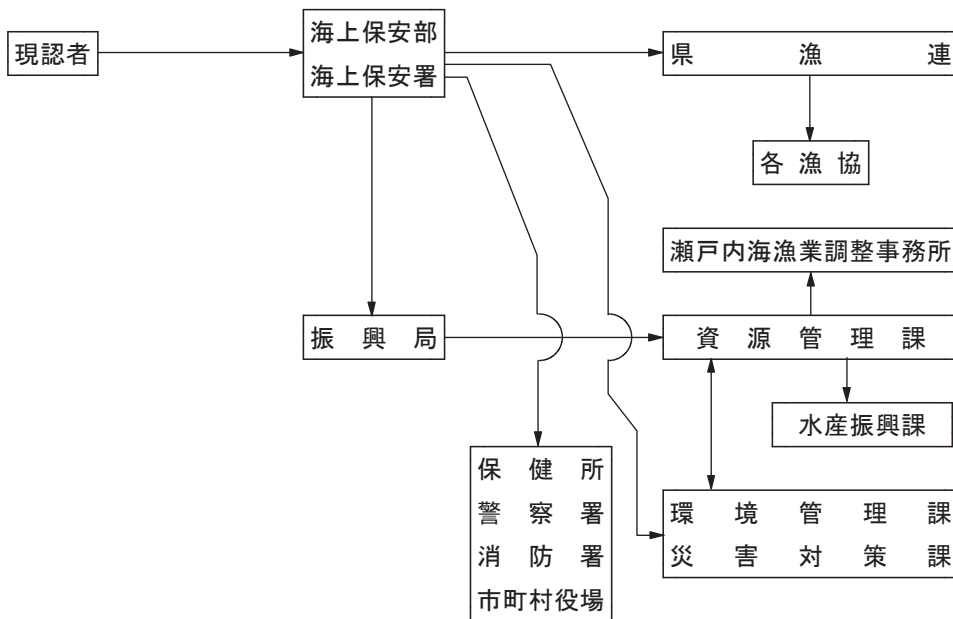 現認者
海上保安部
海上保安署
県漁連
各漁協
瀬戸内海漁業調整事務所
振興局
資源管理課
水産振興課
保健所
警察署
消防署
市町村役場
環境管理課
災害対策課